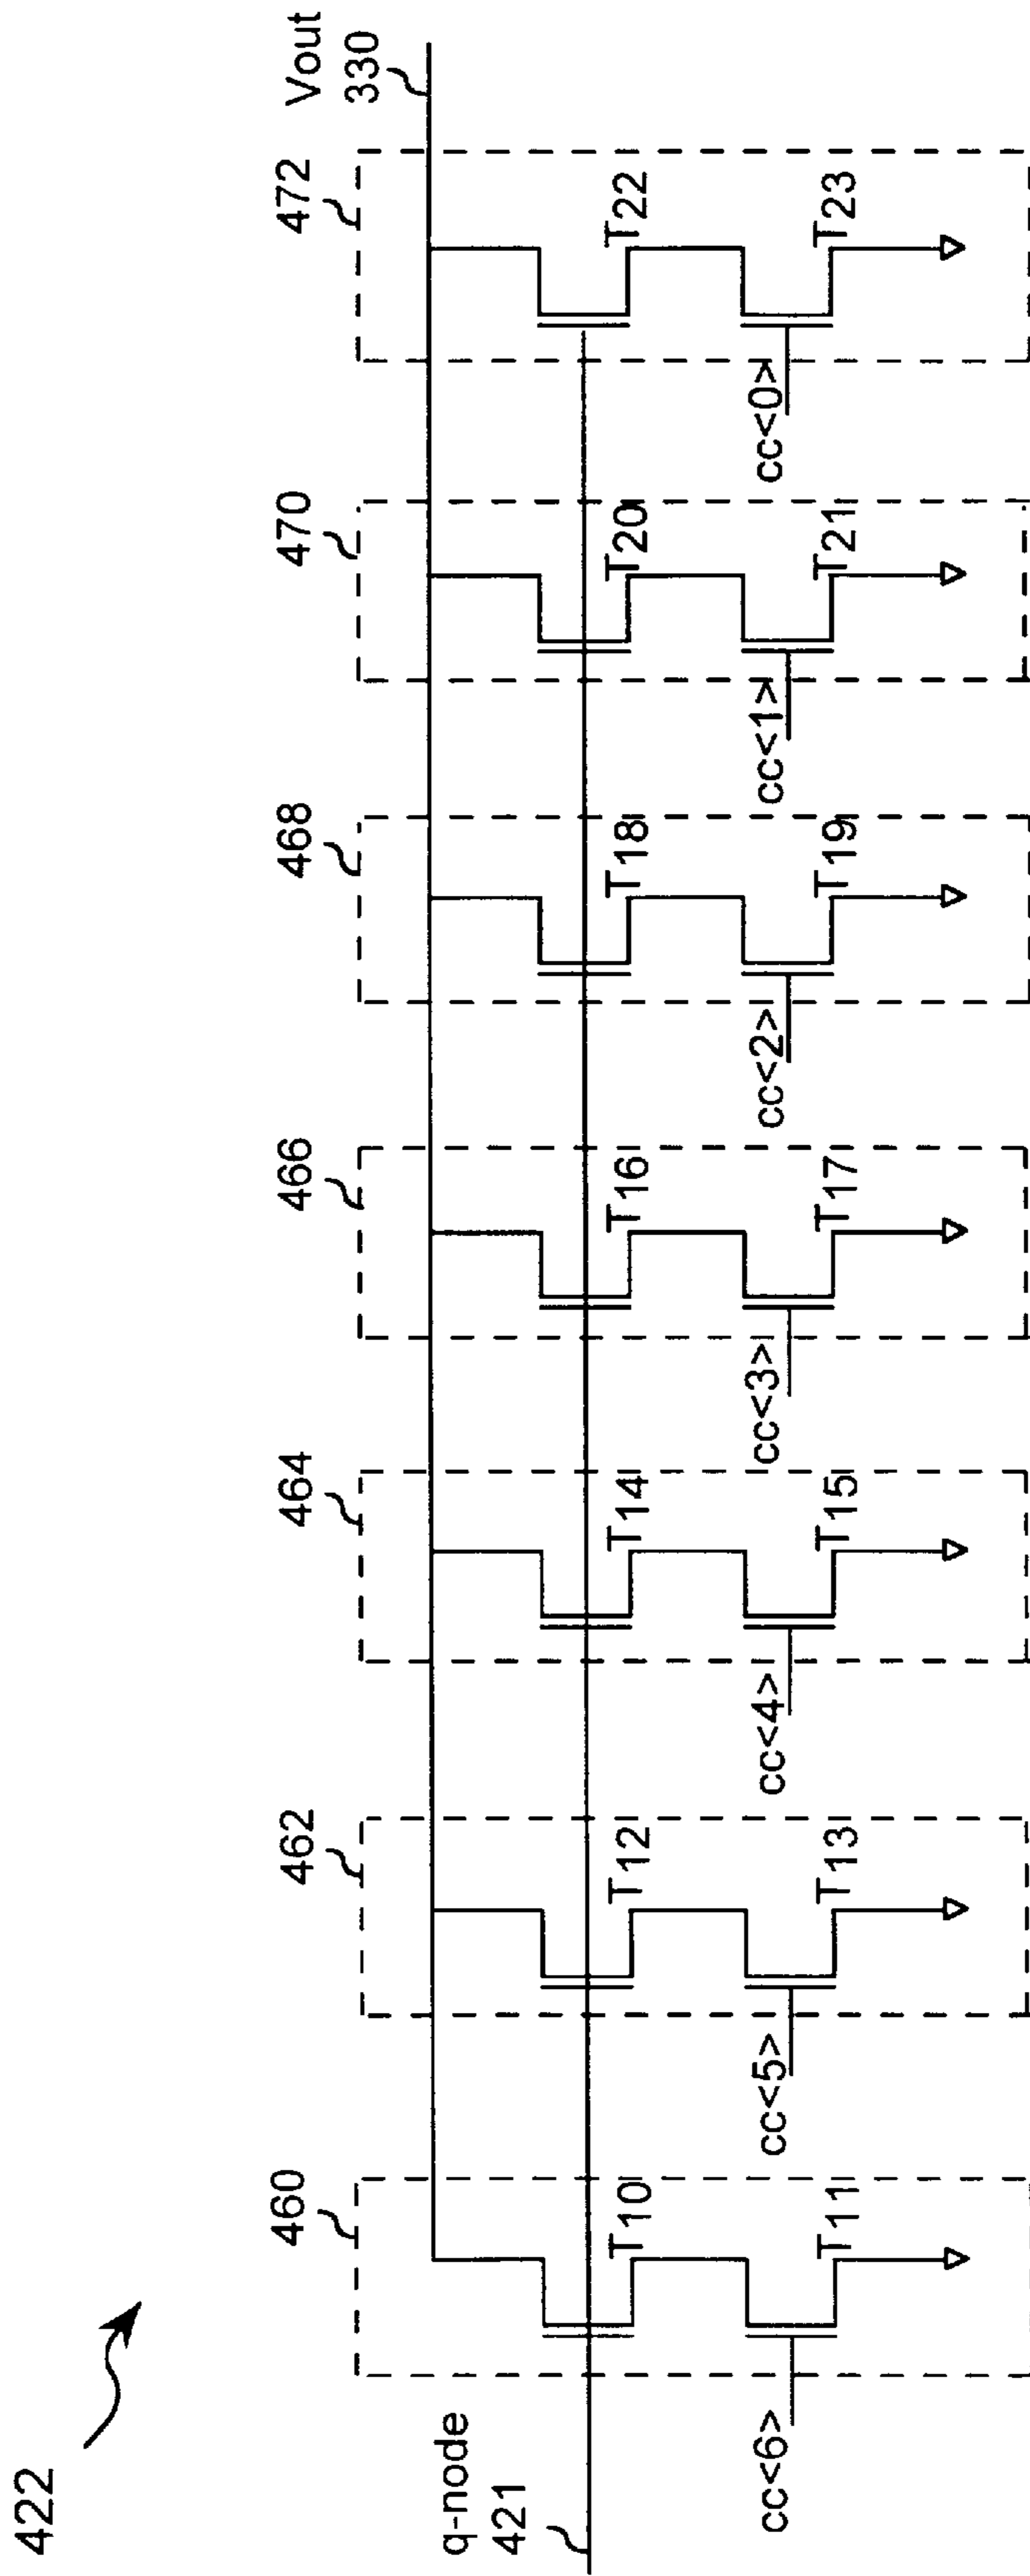 422
460
462
464
466
468
470
472
Vout
330
q-node
421
T10
T12
T14
T16
T18
T20
T22
cc<6>
T11
cc<5>
T13
cc<4>
T15
cc<3>
T17
cc<2>
T19
cc<1>
T21
cc<0>
T23